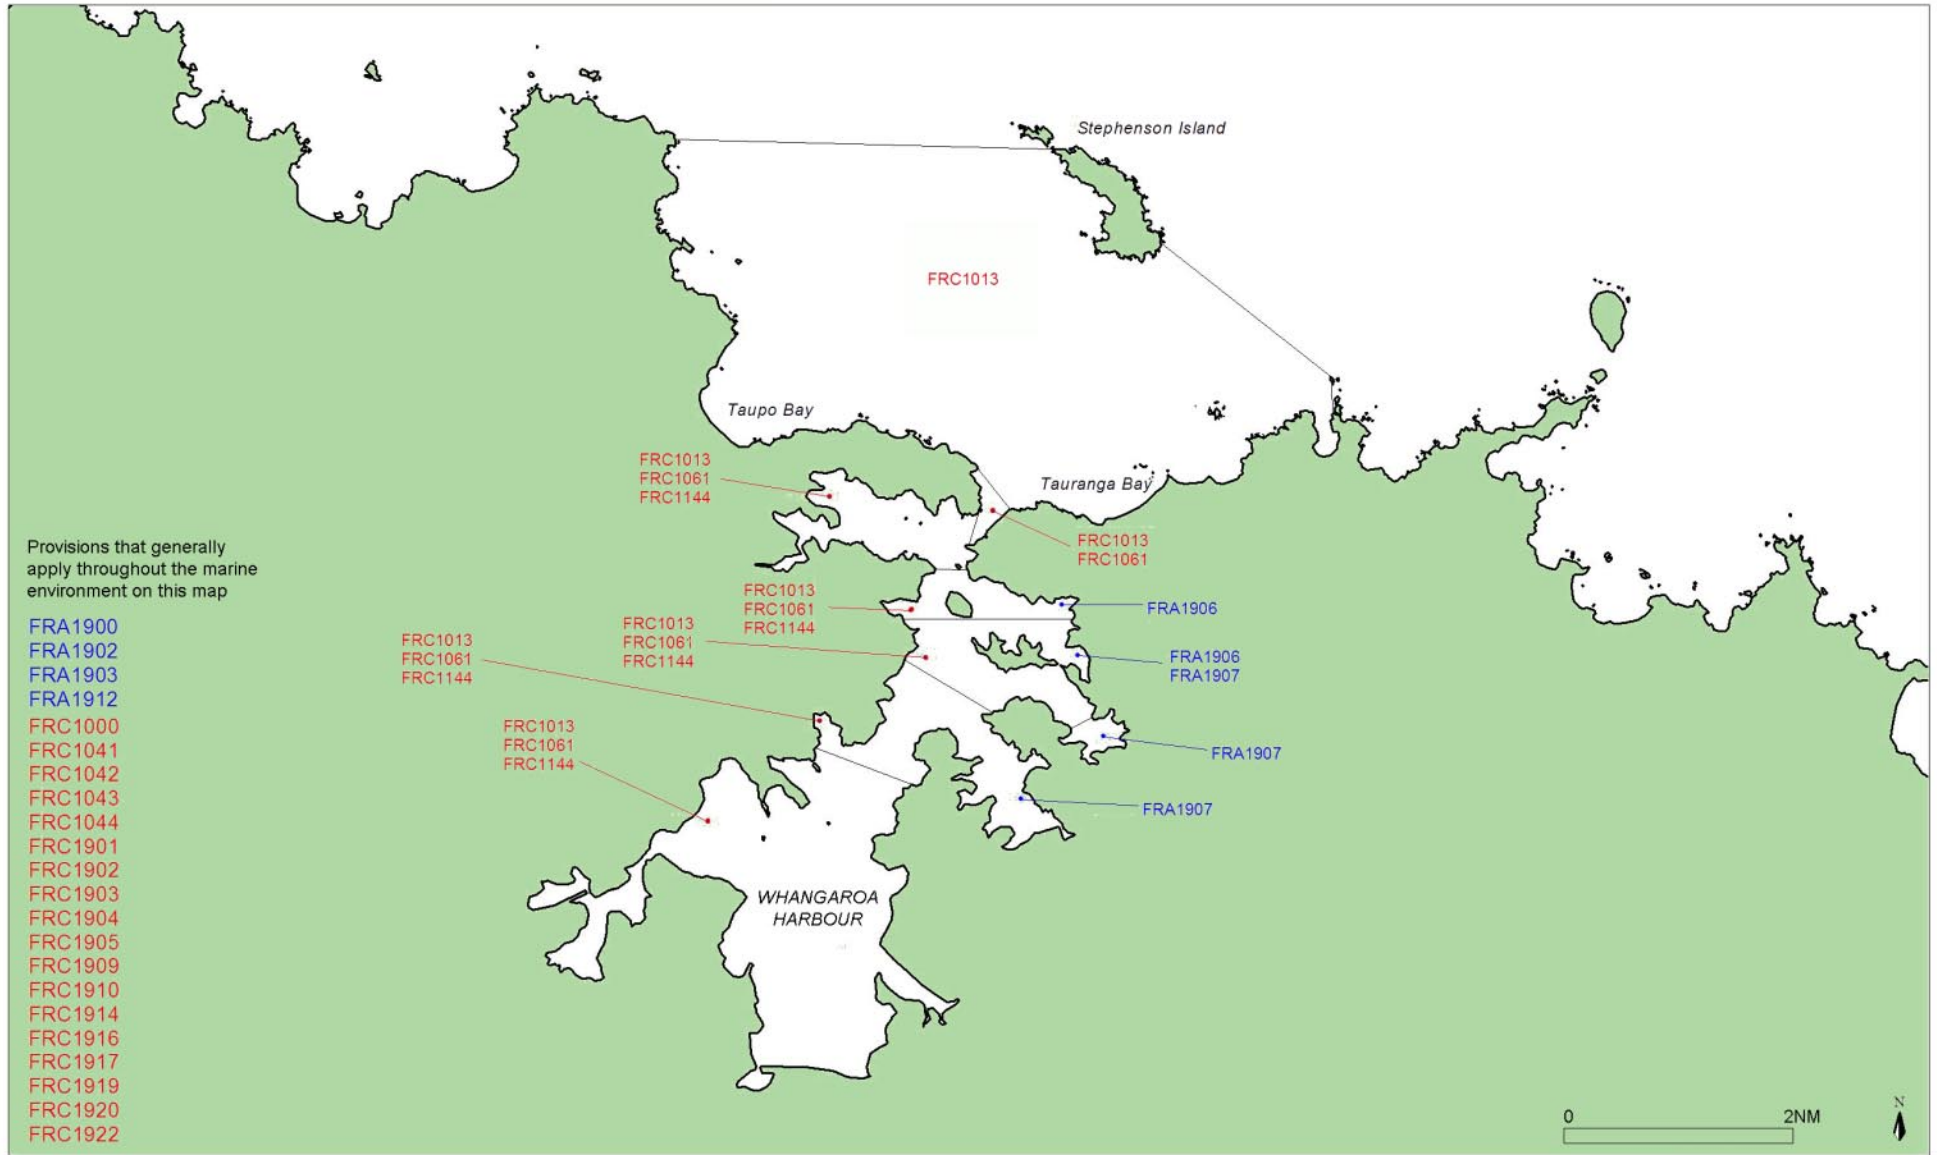 Stephenson Island
FRC1013
Taupo Bay
FRC1013
FRC1061
FRC1144
Tauranga Bay
FRC1013
FRC1061
FRC1013
FRC1061
FRC1144
FRA1906
FRC1013
FRC1061
FRC1144
FRC1013
FRC1061
FRC1144
FRA1906
FRA1907
FRC1013
FRC1061
FRC1144
FRA1907
FRA1907
WHANGAROA
HARBOUR
Provisions that generally
apply throughout the marine
environment on this map
FRA1900
FRA1902
FRA1903
FRA1912
FRC1000
FRC1041
FRC1042
FRC1043
FRC1044
FRC1901
FRC1902
FRC1903
FRC1904
FRC1905
FRC1909
FRC1910
FRC1914
FRC1916
FRC1917
FRC1919
FRC1920
FRC1922
0 2NM
N